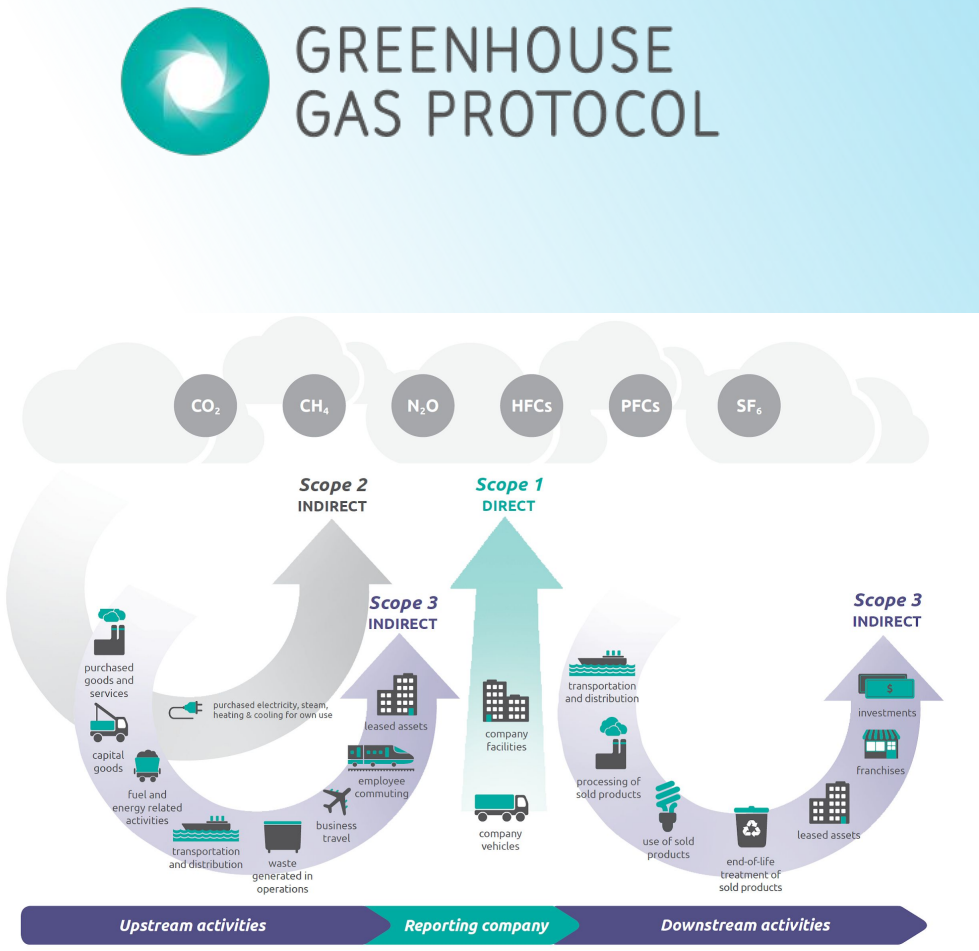 GREENHOUSE
GAS PROTOCOL
CO₂
CH₄
N₂O
HFCs
PFCs
SF₆
Scope 2
INDIRECT
Scope 1
DIRECT
Scope 3
INDIRECT
Scope 3
INDIRECT
purchased
goods and
services
capital
goods
fuel and
energy related
activities
transportation
and distribution
waste
generated in
operations
business
travel
employee
commuting
leased assets
purchased electricity, steam,
heating & cooling for own use
company
facilities
company
vehicles
transportation
and distribution
processing of
sold products
use of sold
products
end-of-life
treatment of
sold products
leased assets
franchises
$
investments
Upstream activities
Reporting company
Downstream activities